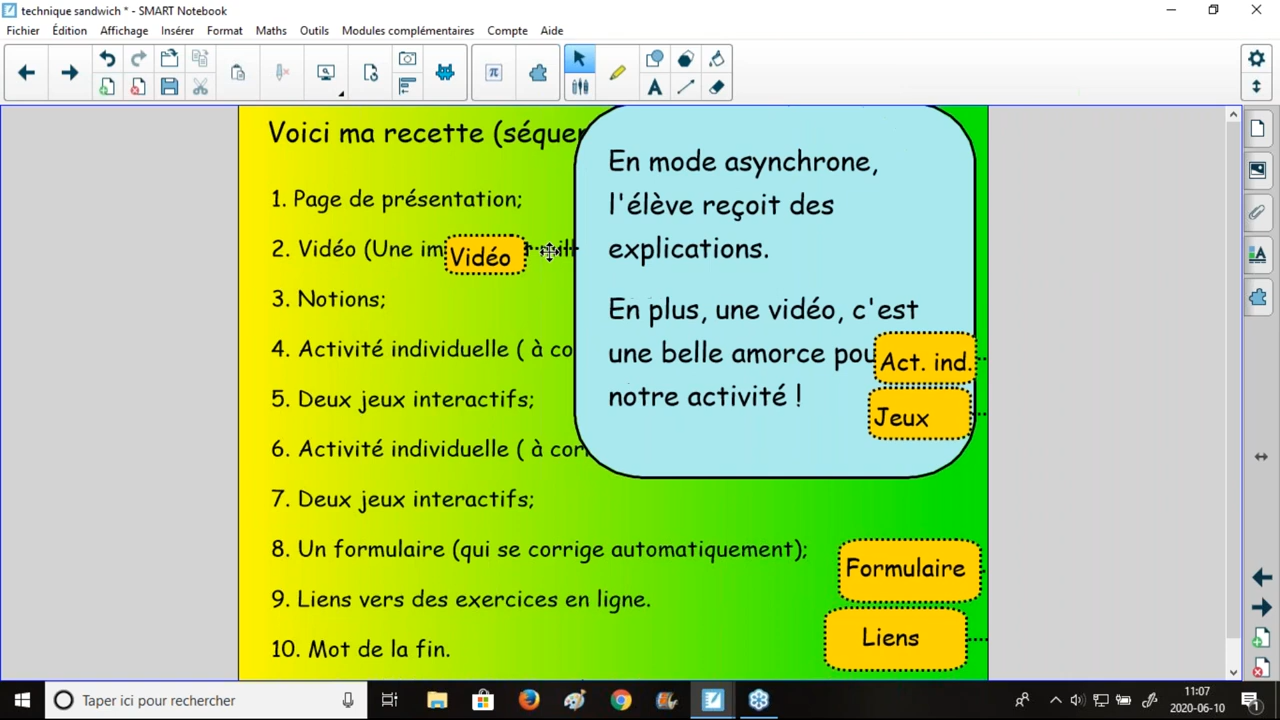 technique sandwich * - SMART Notebook
Fichier Édition Affichage Insérer Format Maths Outils Modules complémentaires Compte Aide
Voici ma recette (séquen
1. Page de présentation;
2. Vidéo (Une im
Vidéo
3. Notions;
4. Activité individuelle ( à co
5. Deux jeux interactifs;
6. Activité individuelle ( à cor
7. Deux jeux interactifs;
8. Un formulaire (qui se corrige automatiquement);
9. Liens vers des exercices en ligne.
10. Mot de la fin.
En mode asynchrone,
l'élève reçoit des
explications.
En plus, une vidéo, c'est
une belle amorce pou
notre activité !
Act. ind.
Jeux
Formulaire
Liens
Taper ici pour rechercher
11:07
2020-06-10